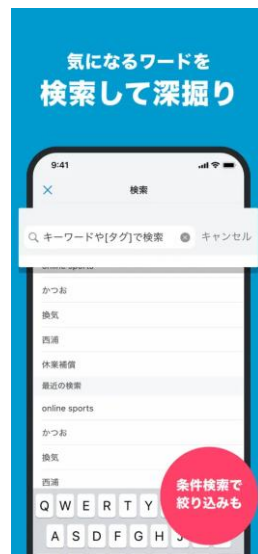 気になるワードを
検索して深掘り
9:41
検索
キーワードや[タグ]で検索
キャンセル
online sports
かつお
換気
西浦
休業補償
最近の検索
online sports
かつお
換気
西浦
条件検索で
絞り込みも
Q W E R T Y
A S D F G H J